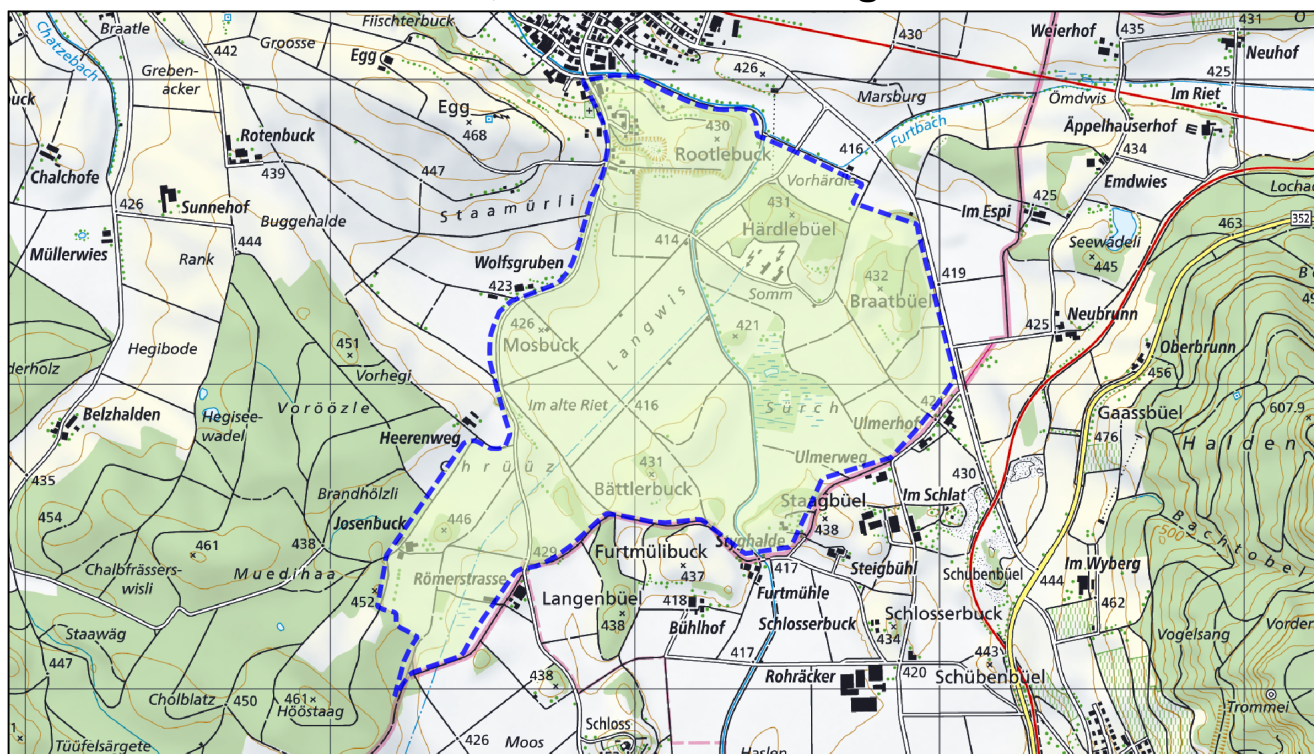 Braatle
Fiischterbuck
Weierhof
435
431
Chatzebach
442
Groosse
Egg
430
Neuhof
Greben-
acker
426
425
Egg
Marsburg
Im Riet
Ömdwis
468
430
Furtbach
Äppelhauserhof
Rotenbuck
Rootlebuck
416
434
Chalchofe
439
447
Vorhärdle
Emdwies
Lochau
Sunnehof
425
426
Staamürli
431
Im Espi
463
352
Buggehalde
Härdlebüel
Müllerwies
444
414
Seewädeli
Rank
Wolfsgruben
432
445
423
Somm
419
Braatbüel
426
Langwis
421
425
Neubrunn
Mosbuck
Hegibode
451
Oberbrunn
Vorhegi
456
Voröözle
Im alte Riet
416
Sürch
607.9
Hegisee-
wadel
Ulmerhof
Gaassbüel
Belzhalden
Heerenweg
476
Halden
Chrüüz
431
Ulmerweg
435
Bättlerbuck
430
Brandhölzli
Im Schlat
454
Josenbuck
446
Staagbüel
438
438
Bachtobel
500
461
429
Furtmülibuck
Styghalde
Chalbfrässers-
wisli
Muedihaa
Römerstrasse
437
417
Steigbühl
Schübenbüel
Im Wyberg
444
452
Langenbüel
418
Furtmühle
462
Schlosserbuck
Staawäg
438
Bühlhof
Schlosserbuck
434
Vogelsang
Vorder
447
417
443
420
438
Rohräcker
Schübenbüel
Cholblatz
450
461
Hööstaag
Trommei
Schloss
426
Moos
Tüüfelsärgete
Haslen